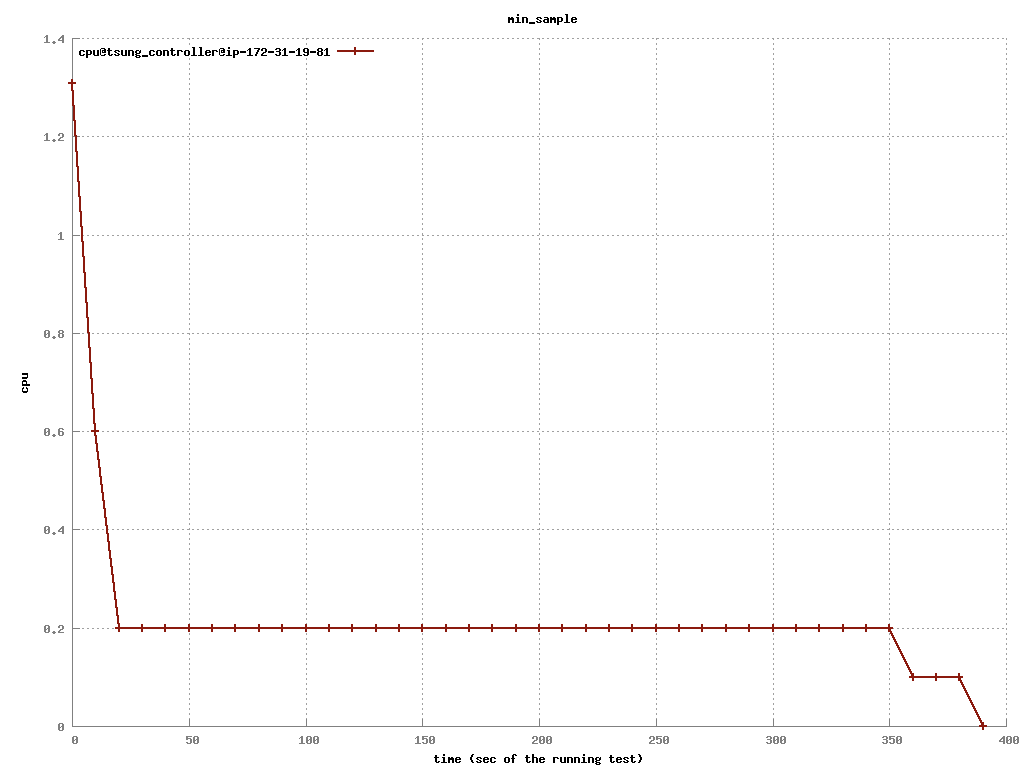 min_sample
1.4
cpu@tsung_controller@ip-172-31-19-81
1.2
1
0.8
cpu
0.6
0.4
0.2
0
0 50 100 150 200 250 300 350 400
time (sec of the running test)